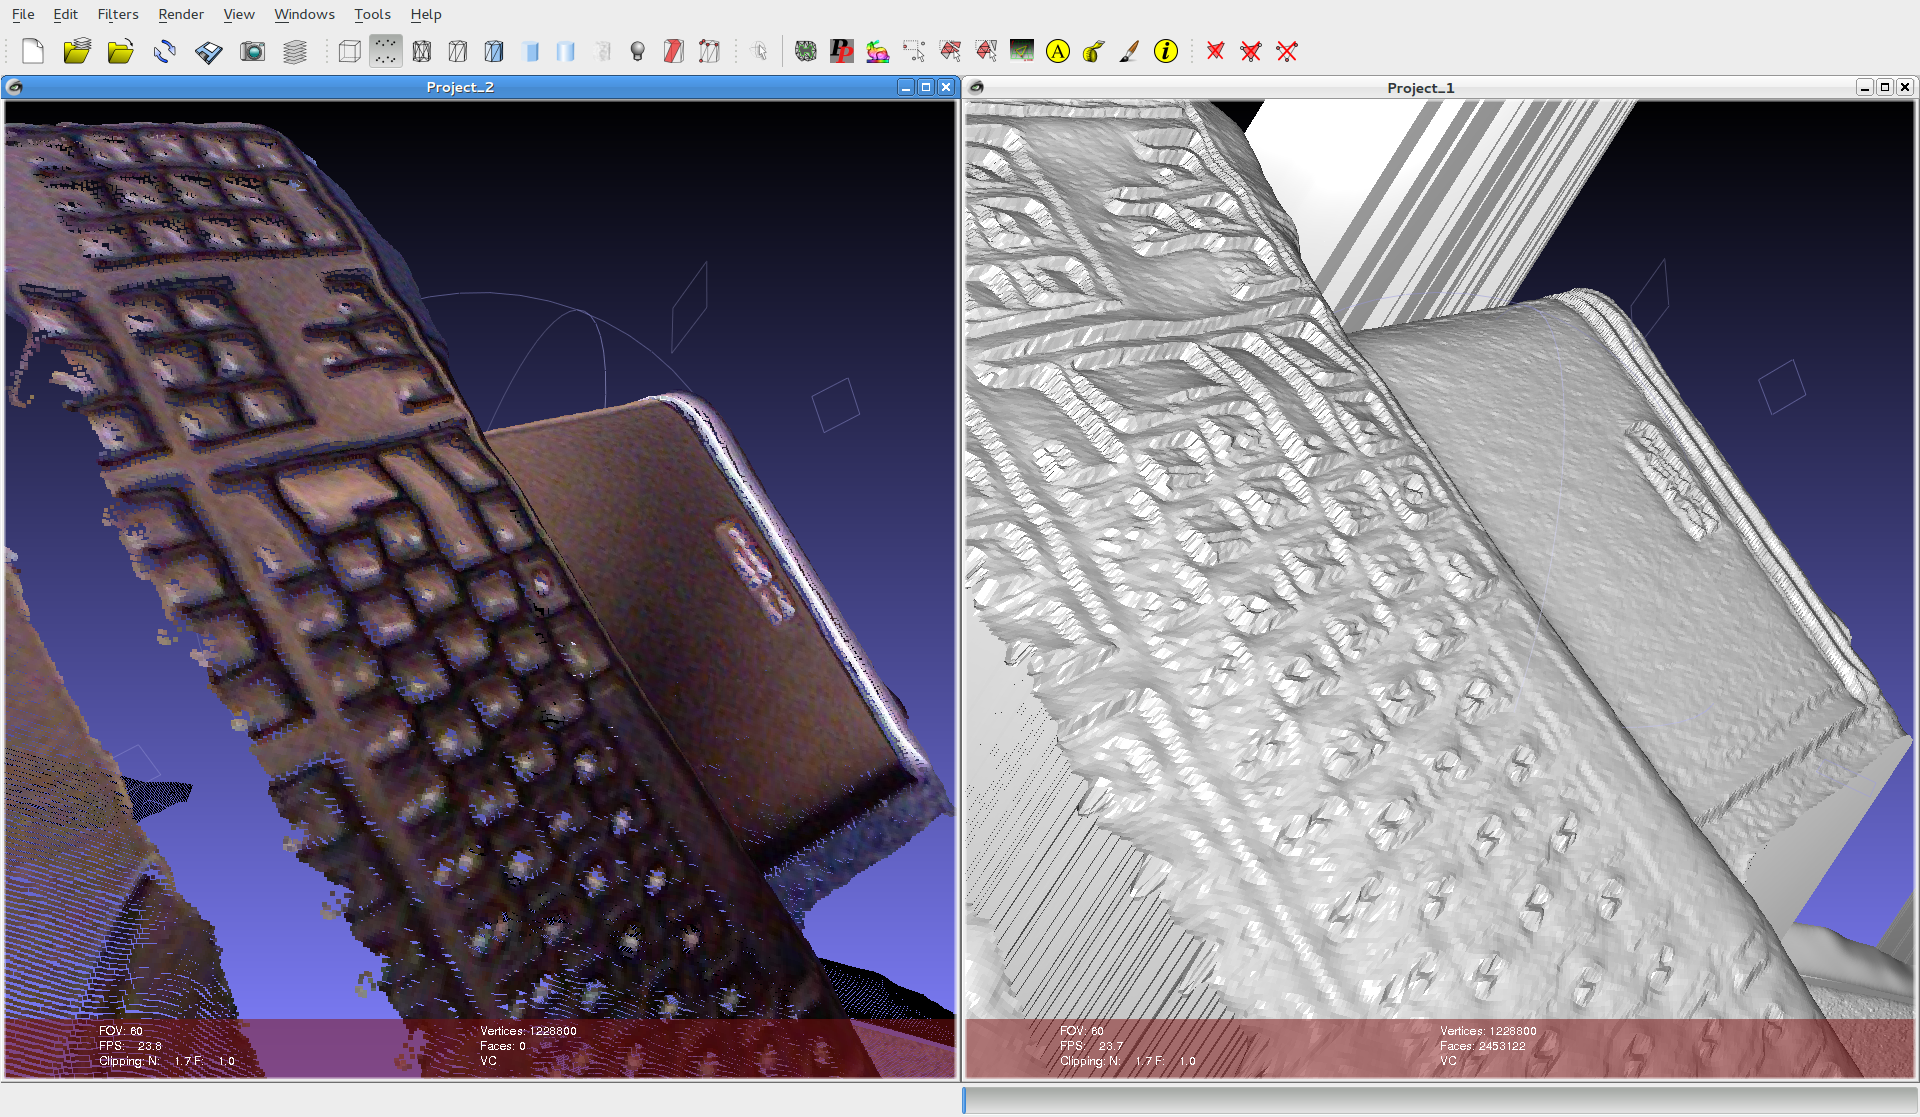 File Edit Filters Render View Windows Tools Help
Project_2
Project_1
FOV: 60
FPS: 23.8
Clipping: N: 1.7 F: 1.0
Vertices: 1228800
Faces: 0
VC
FOV: 60
FPS: 23.7
Clipping: N: 1.7 F: 1.0
Vertices: 1228800
Faces: 2453122
VC